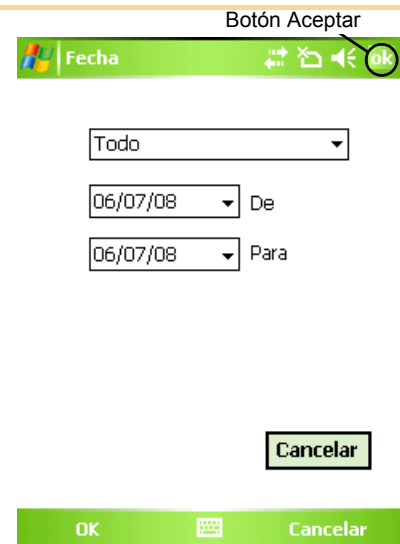 Botón Aceptar
Fecha ok
Todo
06/07/08 De
06/07/08 Para
Cancelar
OK Cancelar